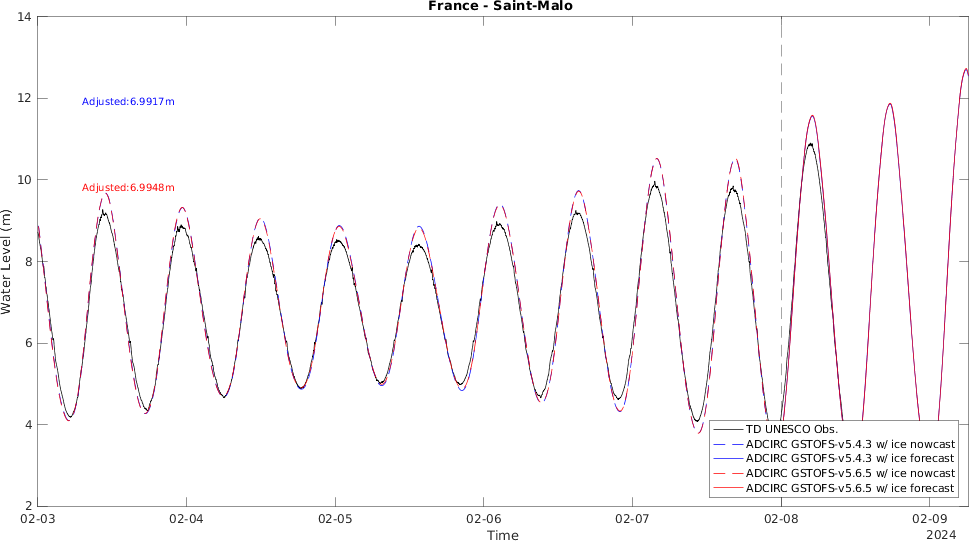 France - Saint-Malo
14
12
10
8
6
4
2
Water Level (m)
Adjusted:6.9917m
Adjusted:6.9948m
TD UNESCO Obs.
ADCIRC GSTOFS-v5.4.3 w/ ice nowcast
ADCIRC GSTOFS-v5.4.3 w/ ice forecast
ADCIRC GSTOFS-v5.6.5 w/ ice nowcast
ADCIRC GSTOFS-v5.6.5 w/ ice forecast
02-03 02-04 02-05 02-06 02-07 02-08 02-09
Time
2024